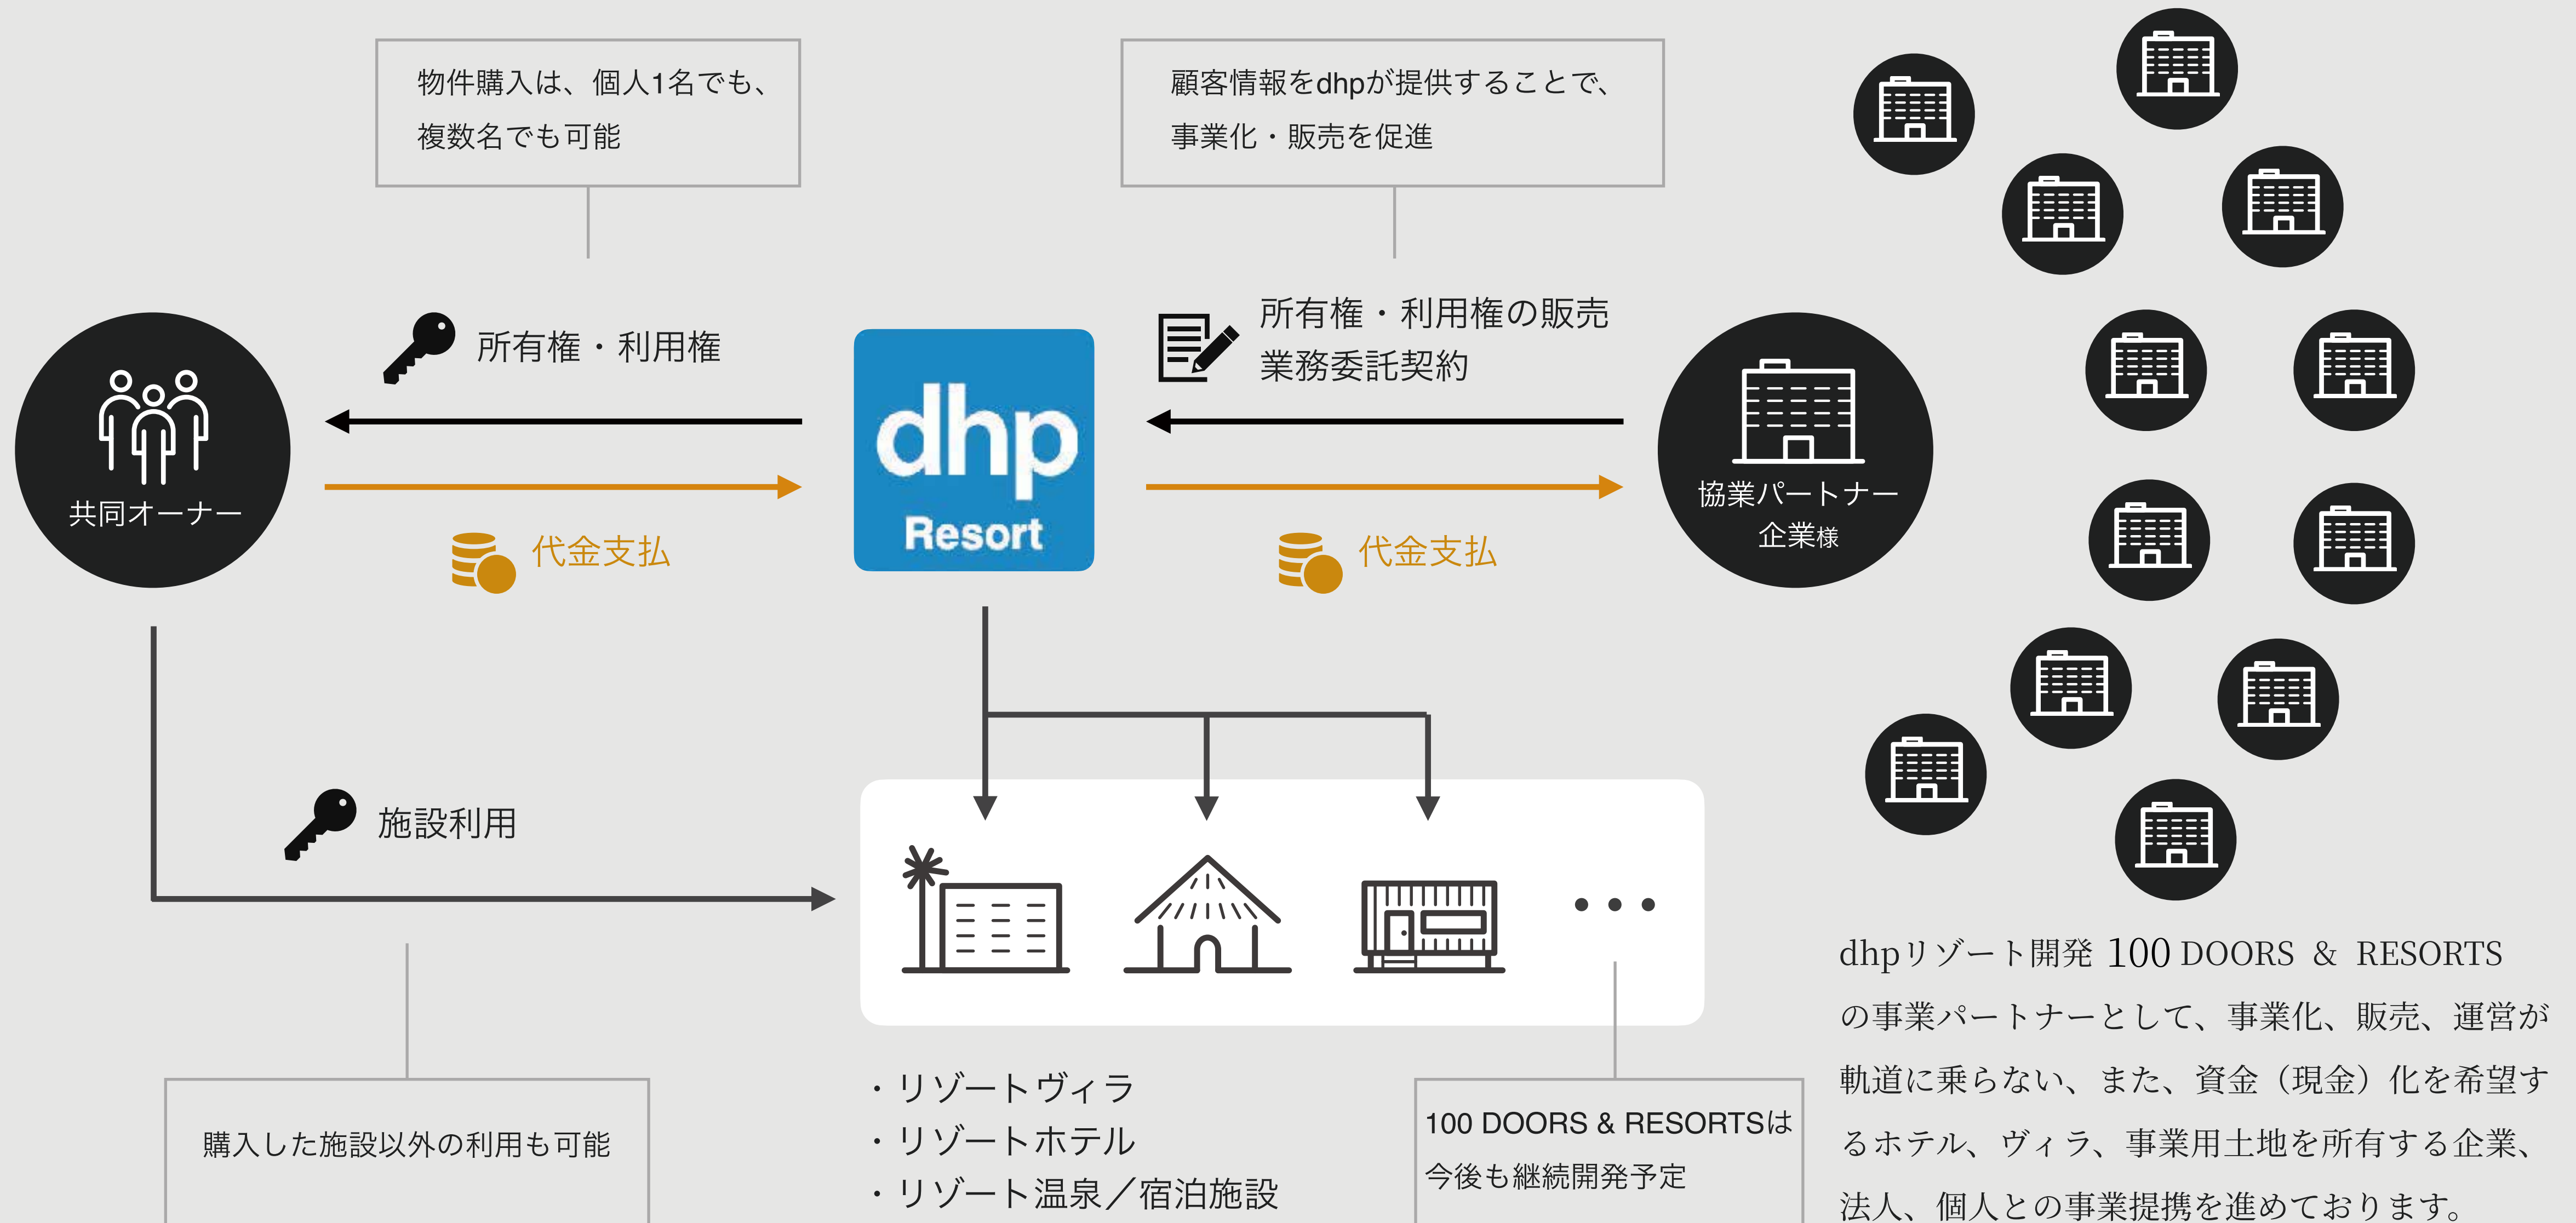 物件購入は、個人1名でも、
複数名でも可能
顧客情報をdhpが提供することで、
事業化・販売を促進
所有権・利用権
所有権・利用権の販売
業務委託契約
共同オーナー
dhp
Resort
協業パートナー
企業様
代金支払
代金支払
施設利用
購入した施設以外の利用も可能
・リゾートヴィラ
・リゾートホテル
・リゾート温泉／宿泊施設
100 DOORS & RESORTSは
今後も継続開発予定
dhpリゾート開発 100 DOORS & RESORTS
の事業パートナーとして、事業化、販売、運営が
軌道に乗らない、また、資金（現金）化を希望す
るホテル、ヴィラ、事業用土地を所有する企業、
法人、個人との事業提携を進めております。